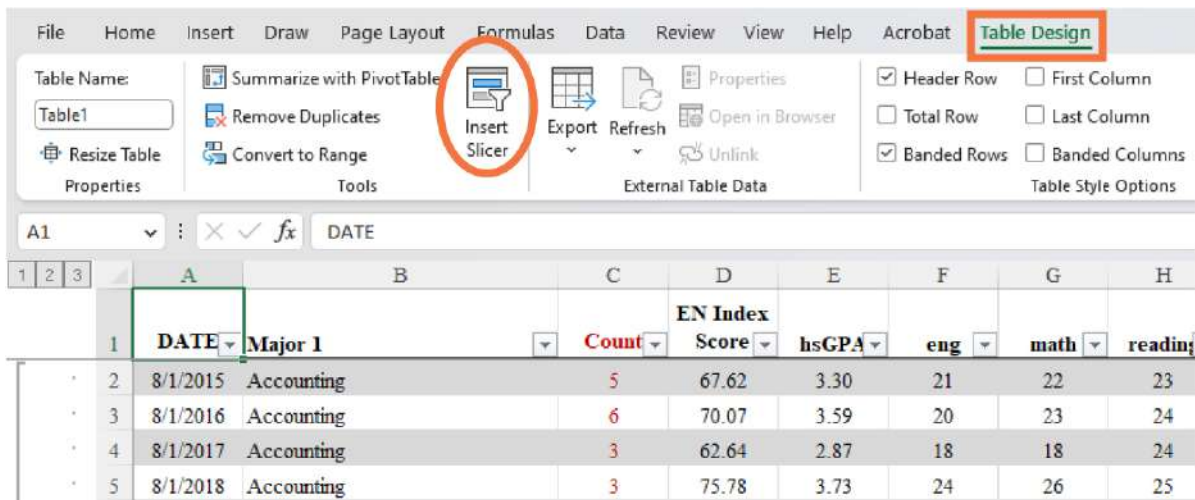 File Home Insert Draw Page Layout Formulas Data Review View Help Acrobat Table Design
Table Name:
Table1
Resize Table
Properties
Summarize with PivotTable
Remove Duplicates
Convert to Range
Tools
Insert
Slicer
Export
Refresh
Properties
Open in Browser
Unlink
External Table Data
Header Row
Total Row
Banded Rows
First Column
Last Column
Banded Columns
Table Style Options
A1 fx DATE
1 2 3 A B C D E F G H
1 DATE Major 1 Count EN Index Score hsGPA eng math reading
2 8/1/2015 Accounting 5 67.62 3.30 21 22 23
3 8/1/2016 Accounting 6 70.07 3.59 20 23 24
4 8/1/2017 Accounting 3 62.64 2.87 18 18 24
5 8/1/2018 Accounting 3 75.78 3.73 24 26 25